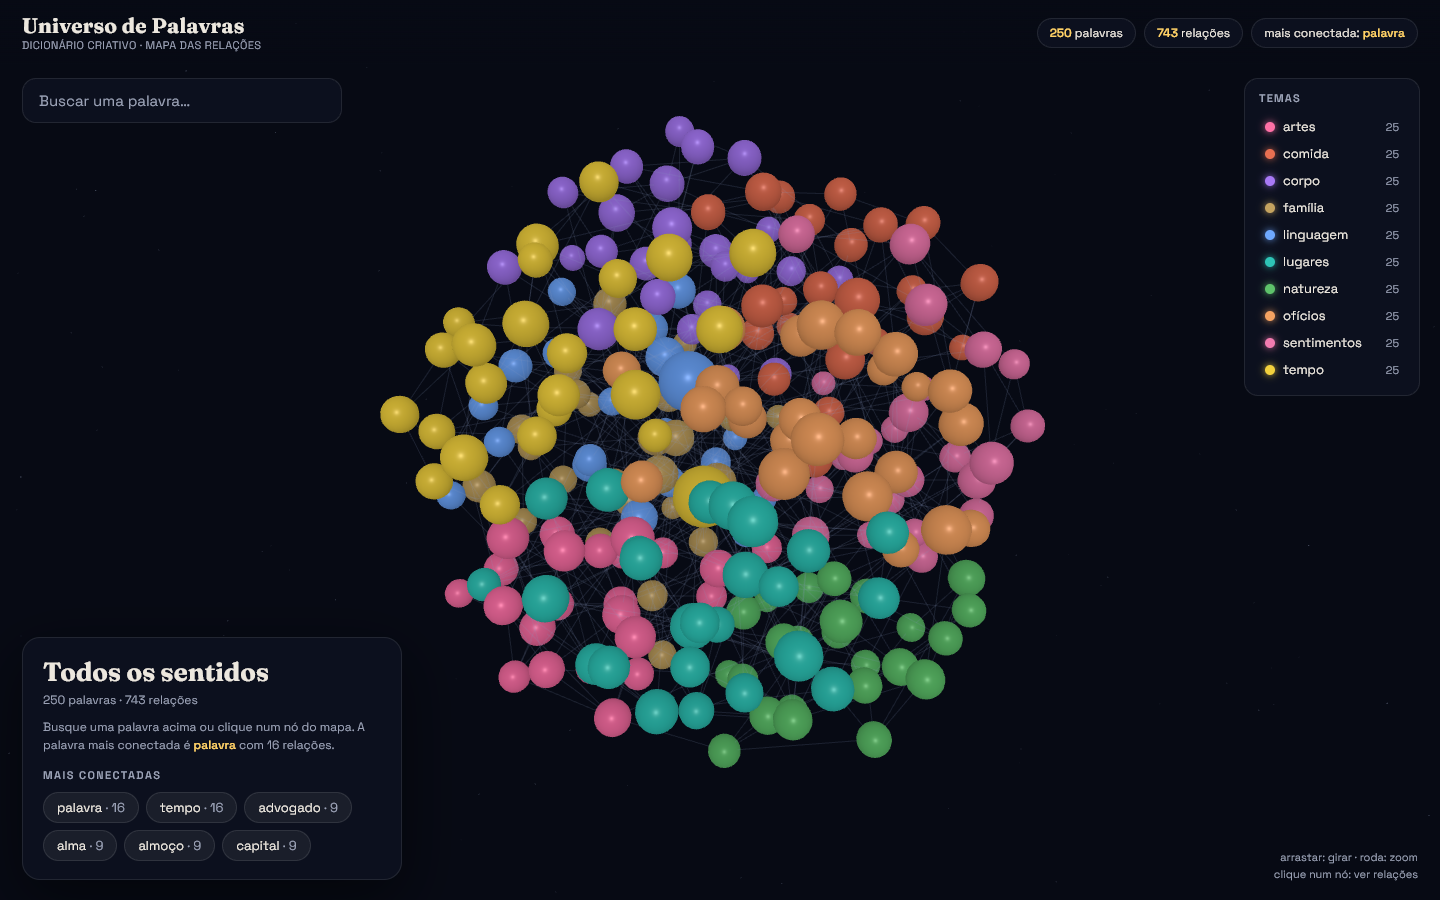 Universo de Palavras
DICIONÁRIO CRIATIVO · MAPA DAS RELAÇÕES
250 palavras
743 relações
mais conectada: palavra
Buscar uma palavra...
TEMAS
artes 25
comida 25
corpo 25
família 25
linguagem 25
lugares 25
natureza 25
ofícios 25
sentimentos 25
tempo 25
Todos os sentidos
250 palavras · 743 relações
Busque uma palavra acima ou clique num nó do mapa. A
palavra mais conectada é palavra com 16 relações.
MAIS CONECTADAS
palavra · 16 tempo · 16 advogado · 9
alma · 9 almoço · 9 capital · 9
arrastar: girar · roda: zoom
clique num nó: ver relações